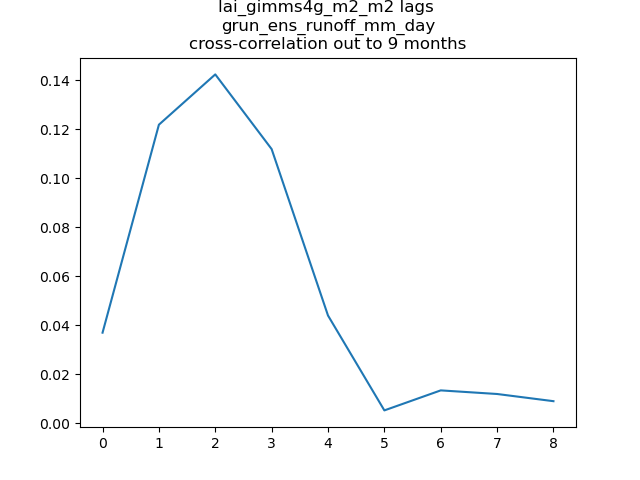 lai_gimms4g_m2_m2 lags
grun_ens_runoff_mm_day
cross-correlation out to 9 months
0.14
0.12
0.10
0.08
0.06
0.04
0.02
0.00
0 1 2 3 4 5 6 7 8